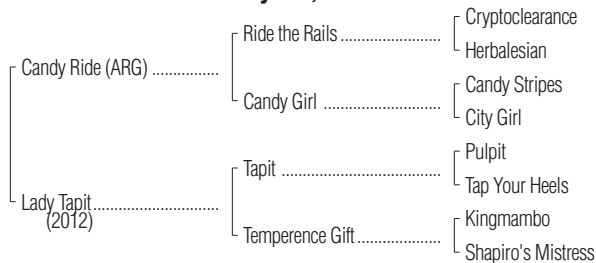 Cryptoclearance
Ride the Rails ......................
Herbalesian
Candy Ride (ARG) ................
Candy Stripes
Candy Girl ..........................
City Girl
Pulpit
Tapit ...................................
Tap Your Heels
Lady Tapit..............................
(2012)
Kingmambo
Temperence Gift...................
Shapiro's Mistress